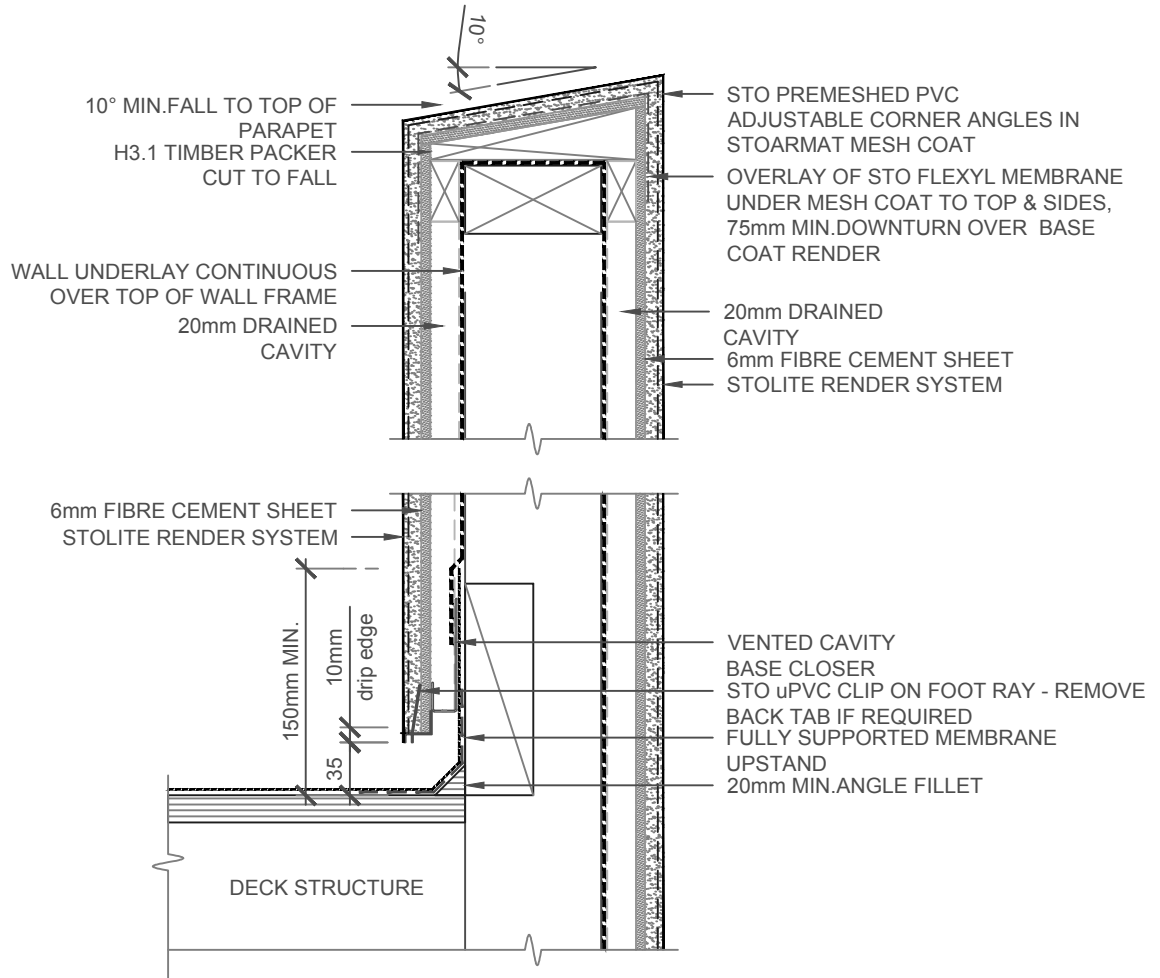 10°
10° MIN.FALL TO TOP OF
PARAPET
H3.1 TIMBER PACKER
CUT TO FALL
WALL UNDERLAY CONTINUOUS
OVER TOP OF WALL FRAME
20mm DRAINED
CAVITY
STO PREMESHED PVC
ADJUSTABLE CORNER ANGLES IN
STOARMAT MESH COAT
OVERLAY OF STO FLEXYL MEMBRANE
UNDER MESH COAT TO TOP & SIDES,
75mm MIN.DOWNTURN OVER BASE
COAT RENDER
20mm DRAINED
CAVITY
6mm FIBRE CEMENT SHEET
STOLITE RENDER SYSTEM
6mm FIBRE CEMENT SHEET
STOLITE RENDER SYSTEM
150mm MIN.
10mm
drip edge
35
VENTED CAVITY
BASE CLOSER
STO uPVC CLIP ON FOOT RAY - REMOVE
BACK TAB IF REQUIRED
FULLY SUPPORTED MEMBRANE
UPSTAND
20mm MIN.ANGLE FILLET
DECK STRUCTURE